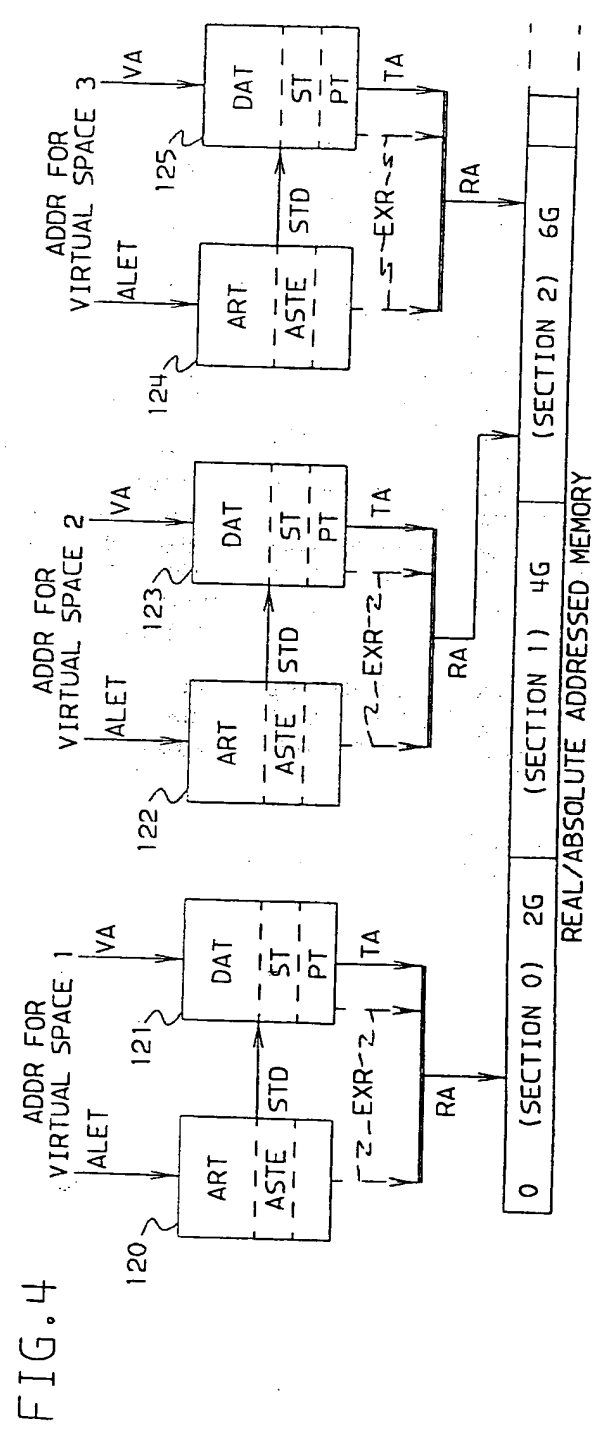 FIG.4
ADDR FOR
VIRTUAL SPACE 1
ALET
VA
120
ART
ASTE
STD
121
DAT
ST
PT
EXR
TA
RA
ADDR FOR
VIRTUAL SPACE 2
ALET
VA
122
ART
ASTE
STD
123
DAT
ST
PT
EXR
TA
RA
ADDR FOR
VIRTUAL SPACE 3
ALET
VA
124
ART
ASTE
STD
125
DAT
ST
PT
EXR
TA
RA
0 (SECTION 0) 2G (SECTION 1) 4G (SECTION 2) 6G
REAL/ABSOLUTE ADDRESSED MEMORY